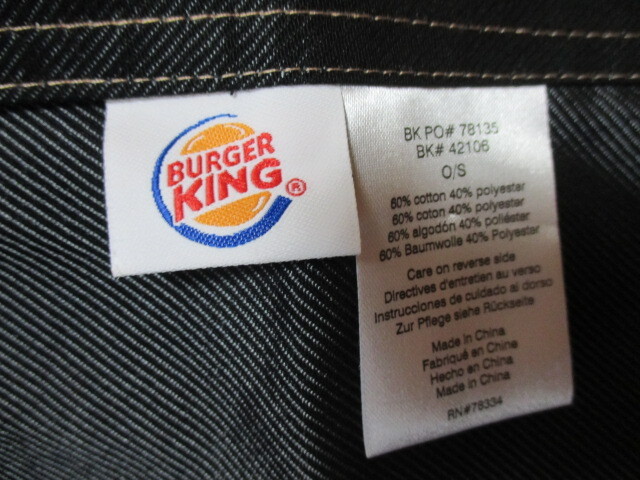 BURGER
KING®
BK PO# 78135
BK# 42106
O/S
60% cotton 40% polyester
60% coton 40% polyester
60% algodón 40% poliéster
60% Baumwolle 40% Polyester
Care on reverse side
Directives d'entretien au verso
Instrucciones de cuidado al dorso
Zur Pflege siehe Rückseite
Made in China
Fabriqué en Chine
Hecho en China
Made in China
RN#78334